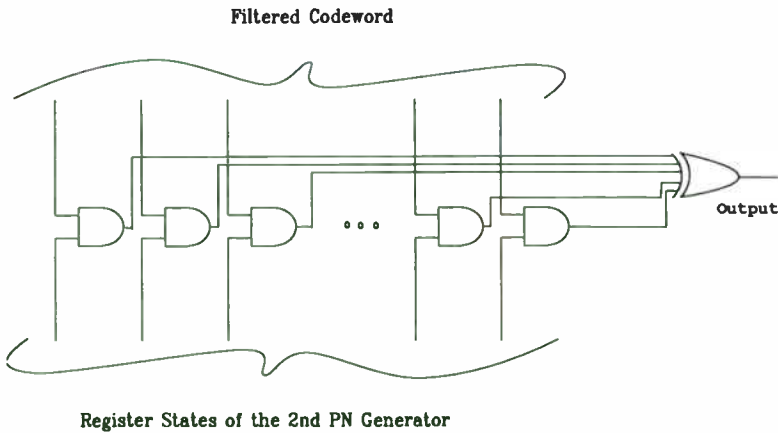 Filtered Codeword
Output
Register States of the 2nd PN Generator